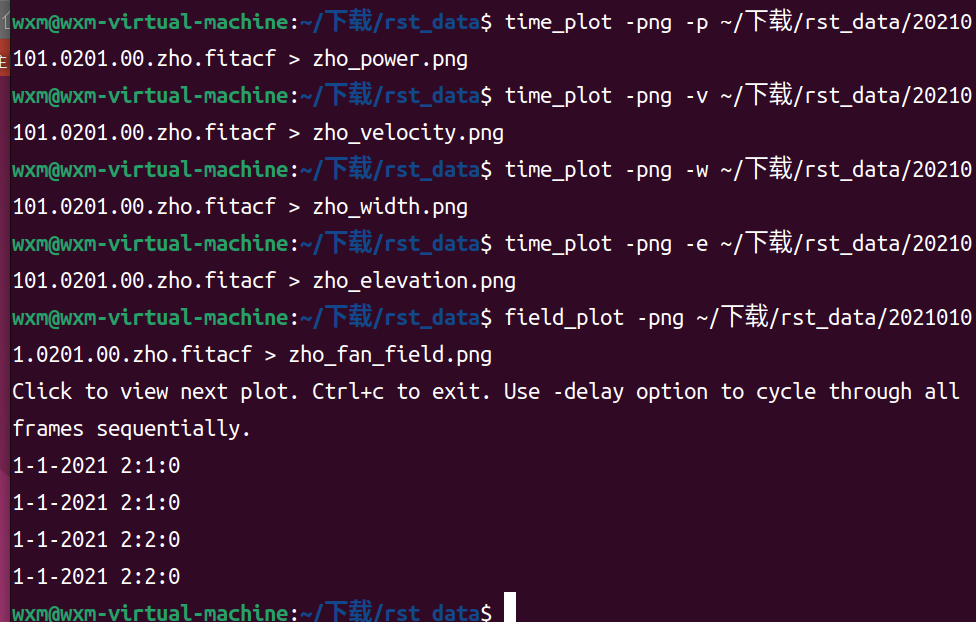 wxm@wxm-virtual-machine:~/下载/rst_data$ time_plot -png -p ~/下载/rst_data/20210
101.0201.00.zho.fitacf > zho_power.png
wxm@wxm-virtual-machine:~/下载/rst_data$ time_plot -png -v ~/下载/rst_data/20210
101.0201.00.zho.fitacf > zho_velocity.png
wxm@wxm-virtual-machine:~/下载/rst_data$ time_plot -png -w ~/下载/rst_data/20210
101.0201.00.zho.fitacf > zho_width.png
wxm@wxm-virtual-machine:~/下载/rst_data$ time_plot -png -e ~/下载/rst_data/20210
101.0201.00.zho.fitacf > zho_elevation.png
wxm@wxm-virtual-machine:~/下载/rst_data$ field_plot -png ~/下载/rst_data/2021010
1.0201.00.zho.fitacf > zho_fan_field.png
Click to view next plot. Ctrl+c to exit. Use -delay option to cycle through all
frames sequentially.
1-1-2021 2:1:0
1-1-2021 2:1:0
1-1-2021 2:2:0
1-1-2021 2:2:0
wxm@wxm-virtual-machine:~/下载/rst_data$